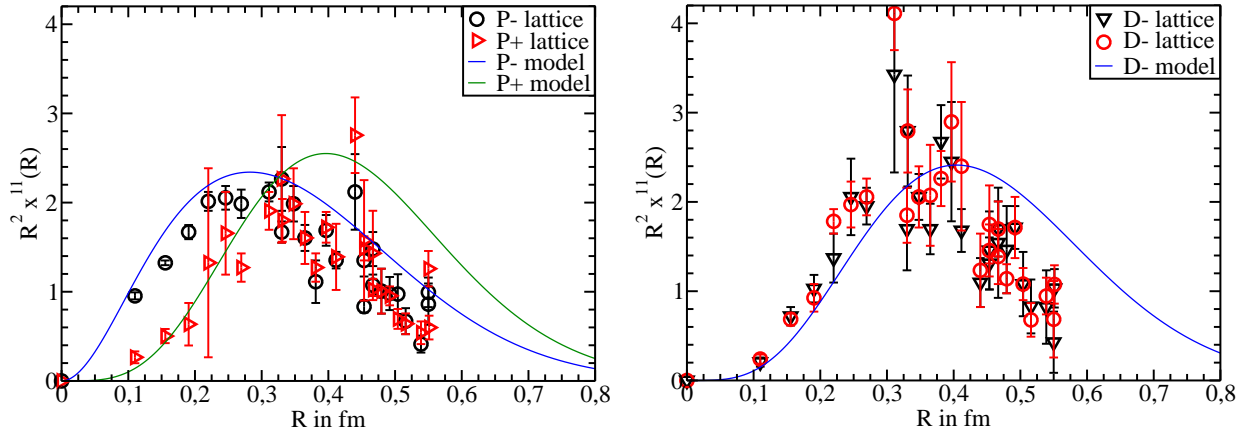 4
3
2
1
0
R² x ¹¹(R)
P- lattice
P+ lattice
P- model
P+ model
0 0,1 0,2 0,3 0,4 0,5 0,6 0,7 0,8
R in fm
4
3
2
1
0
R² x ¹¹(R)
D- lattice
D- lattice
D- model
0 0,1 0,2 0,3 0,4 0,5 0,6 0,7 0,8
R in fm